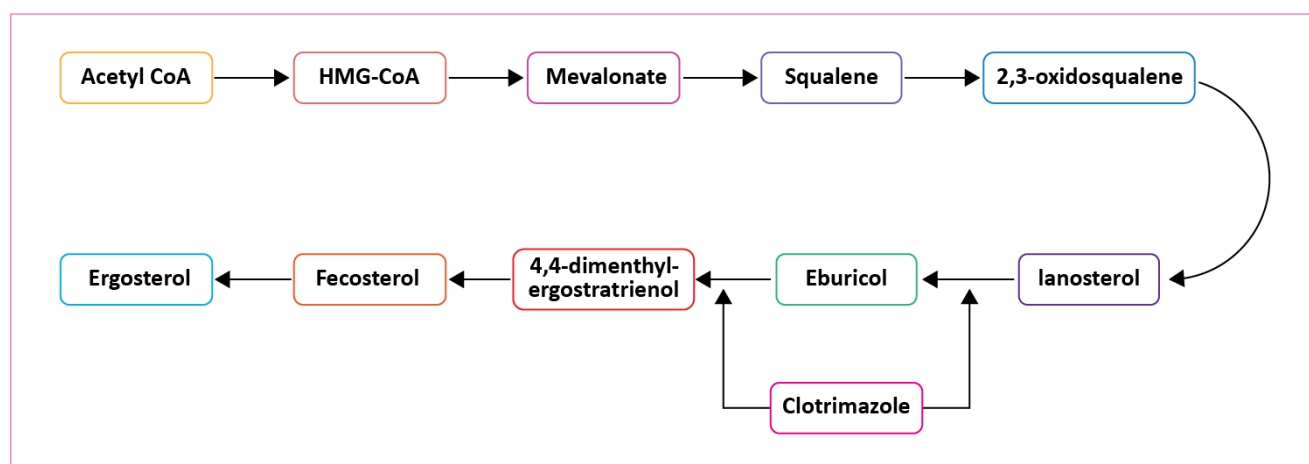 Acetyl CoA
HMG-CoA
Mevalonate
Squalene
2,3-oxidosqualene
Ergosterol
Fecosterol
4,4-dimenthyl-
ergostratrienol
Eburicol
lanosterol
Clotrimazole